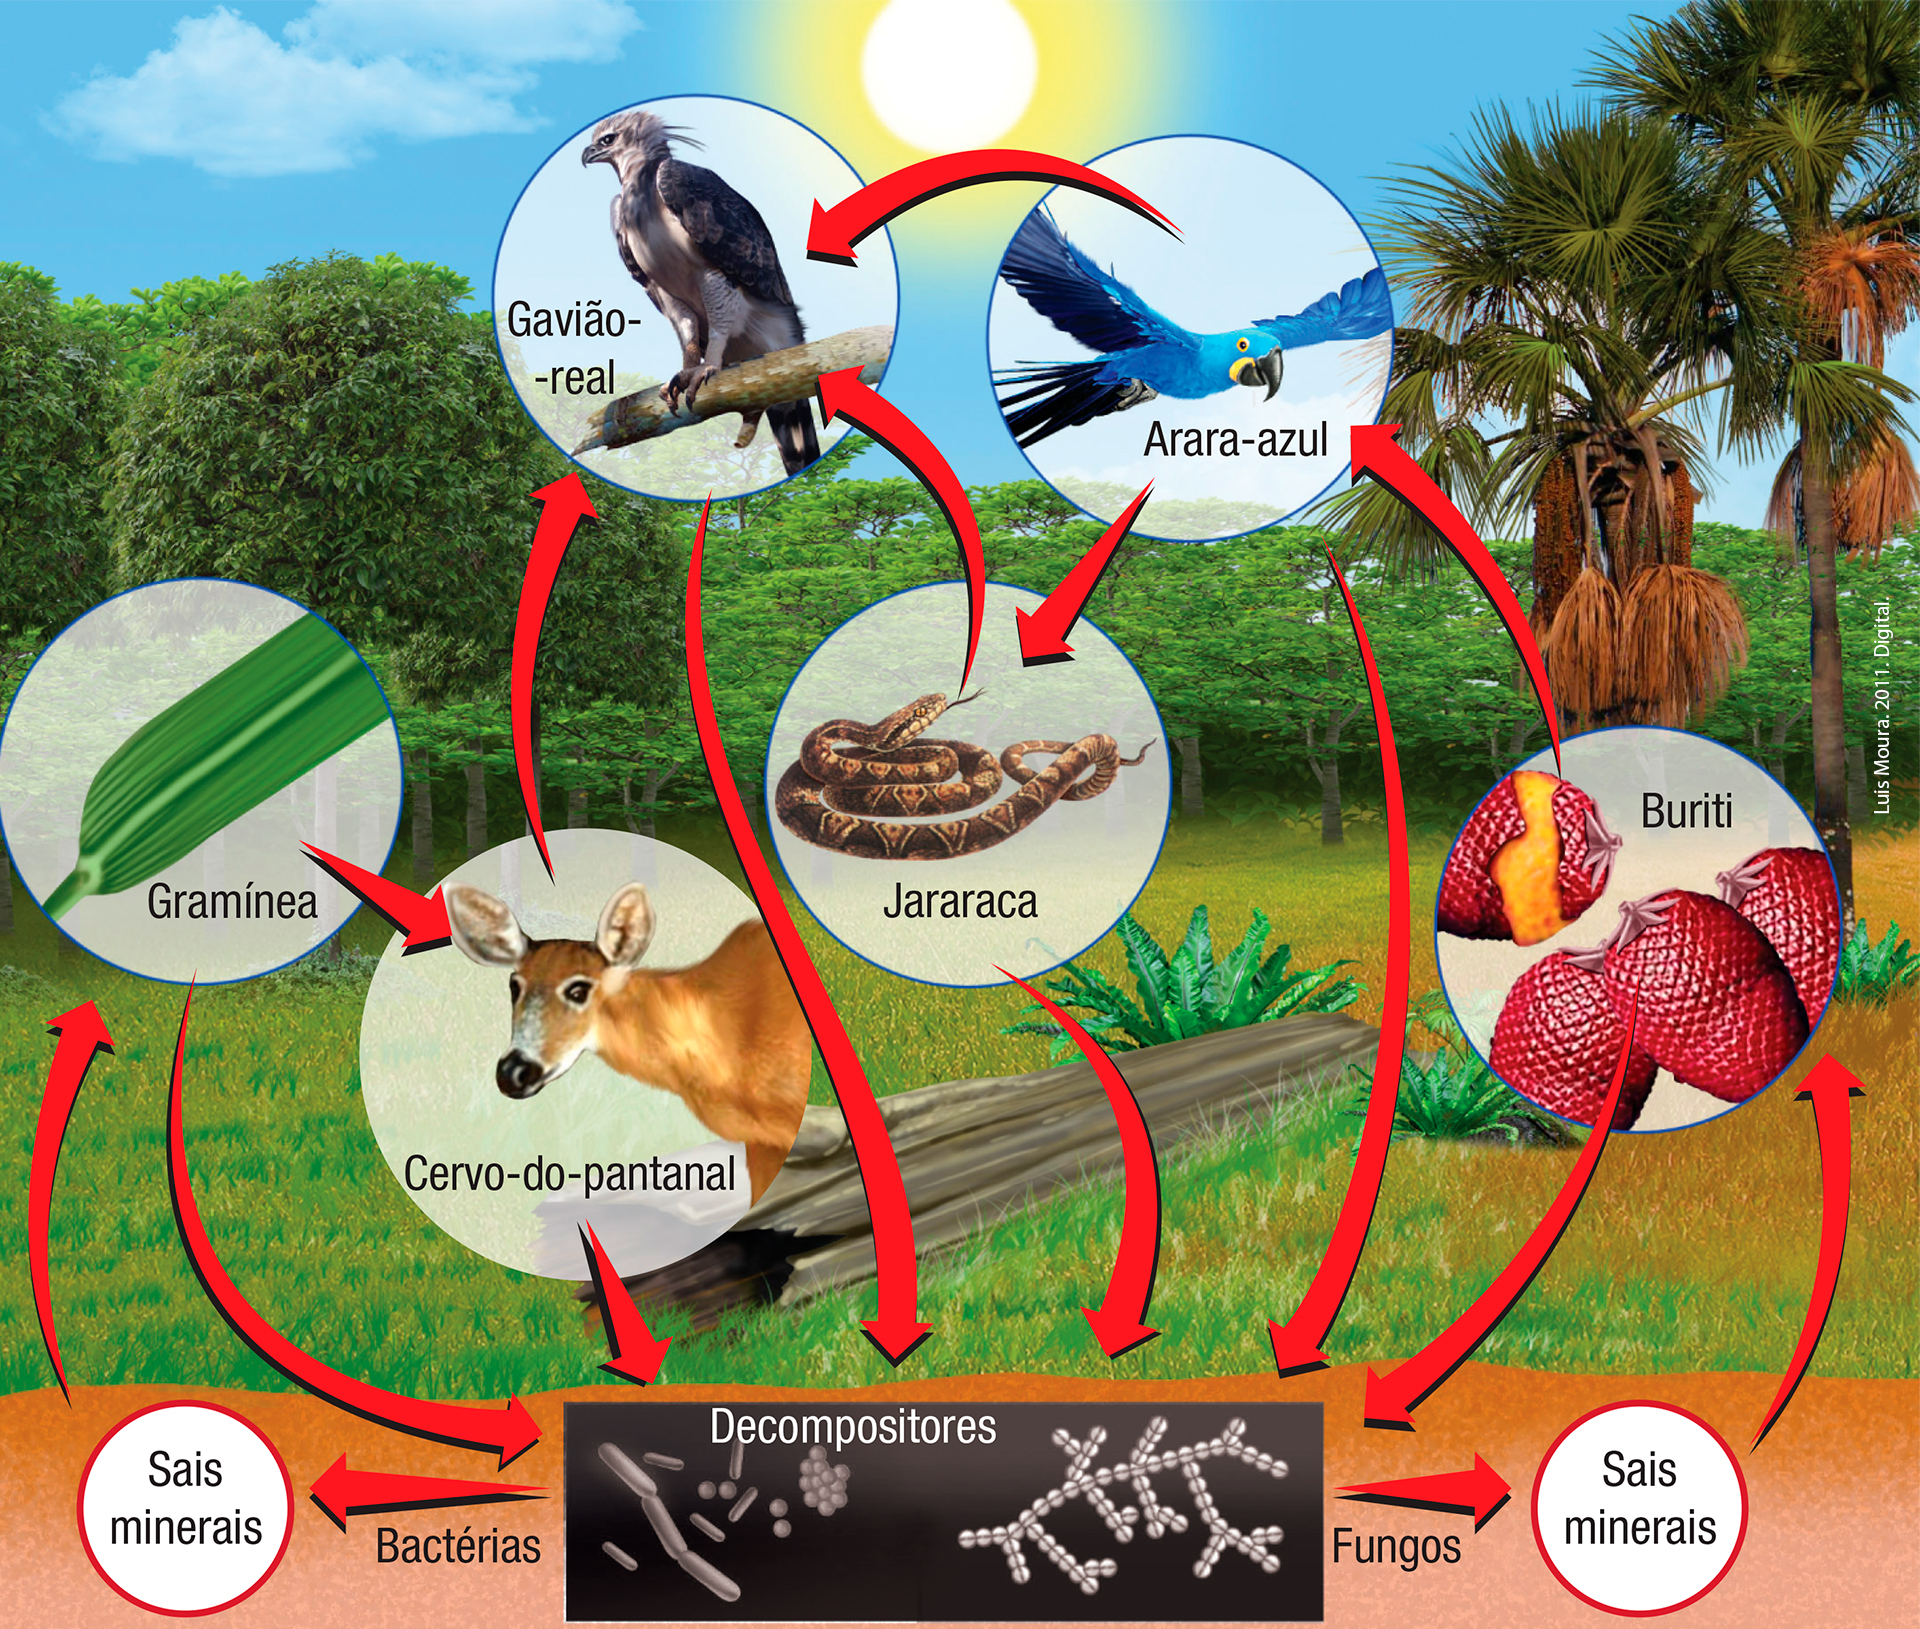 Gavião-
-real
Arara-azul
Gramínea
Jararaca
Buriti
Cervo-do-pantanal
Luis Moura. 2011. Digital.
Decompositores
Sais
minerais
Bactérias
Fungos
Sais
minerais